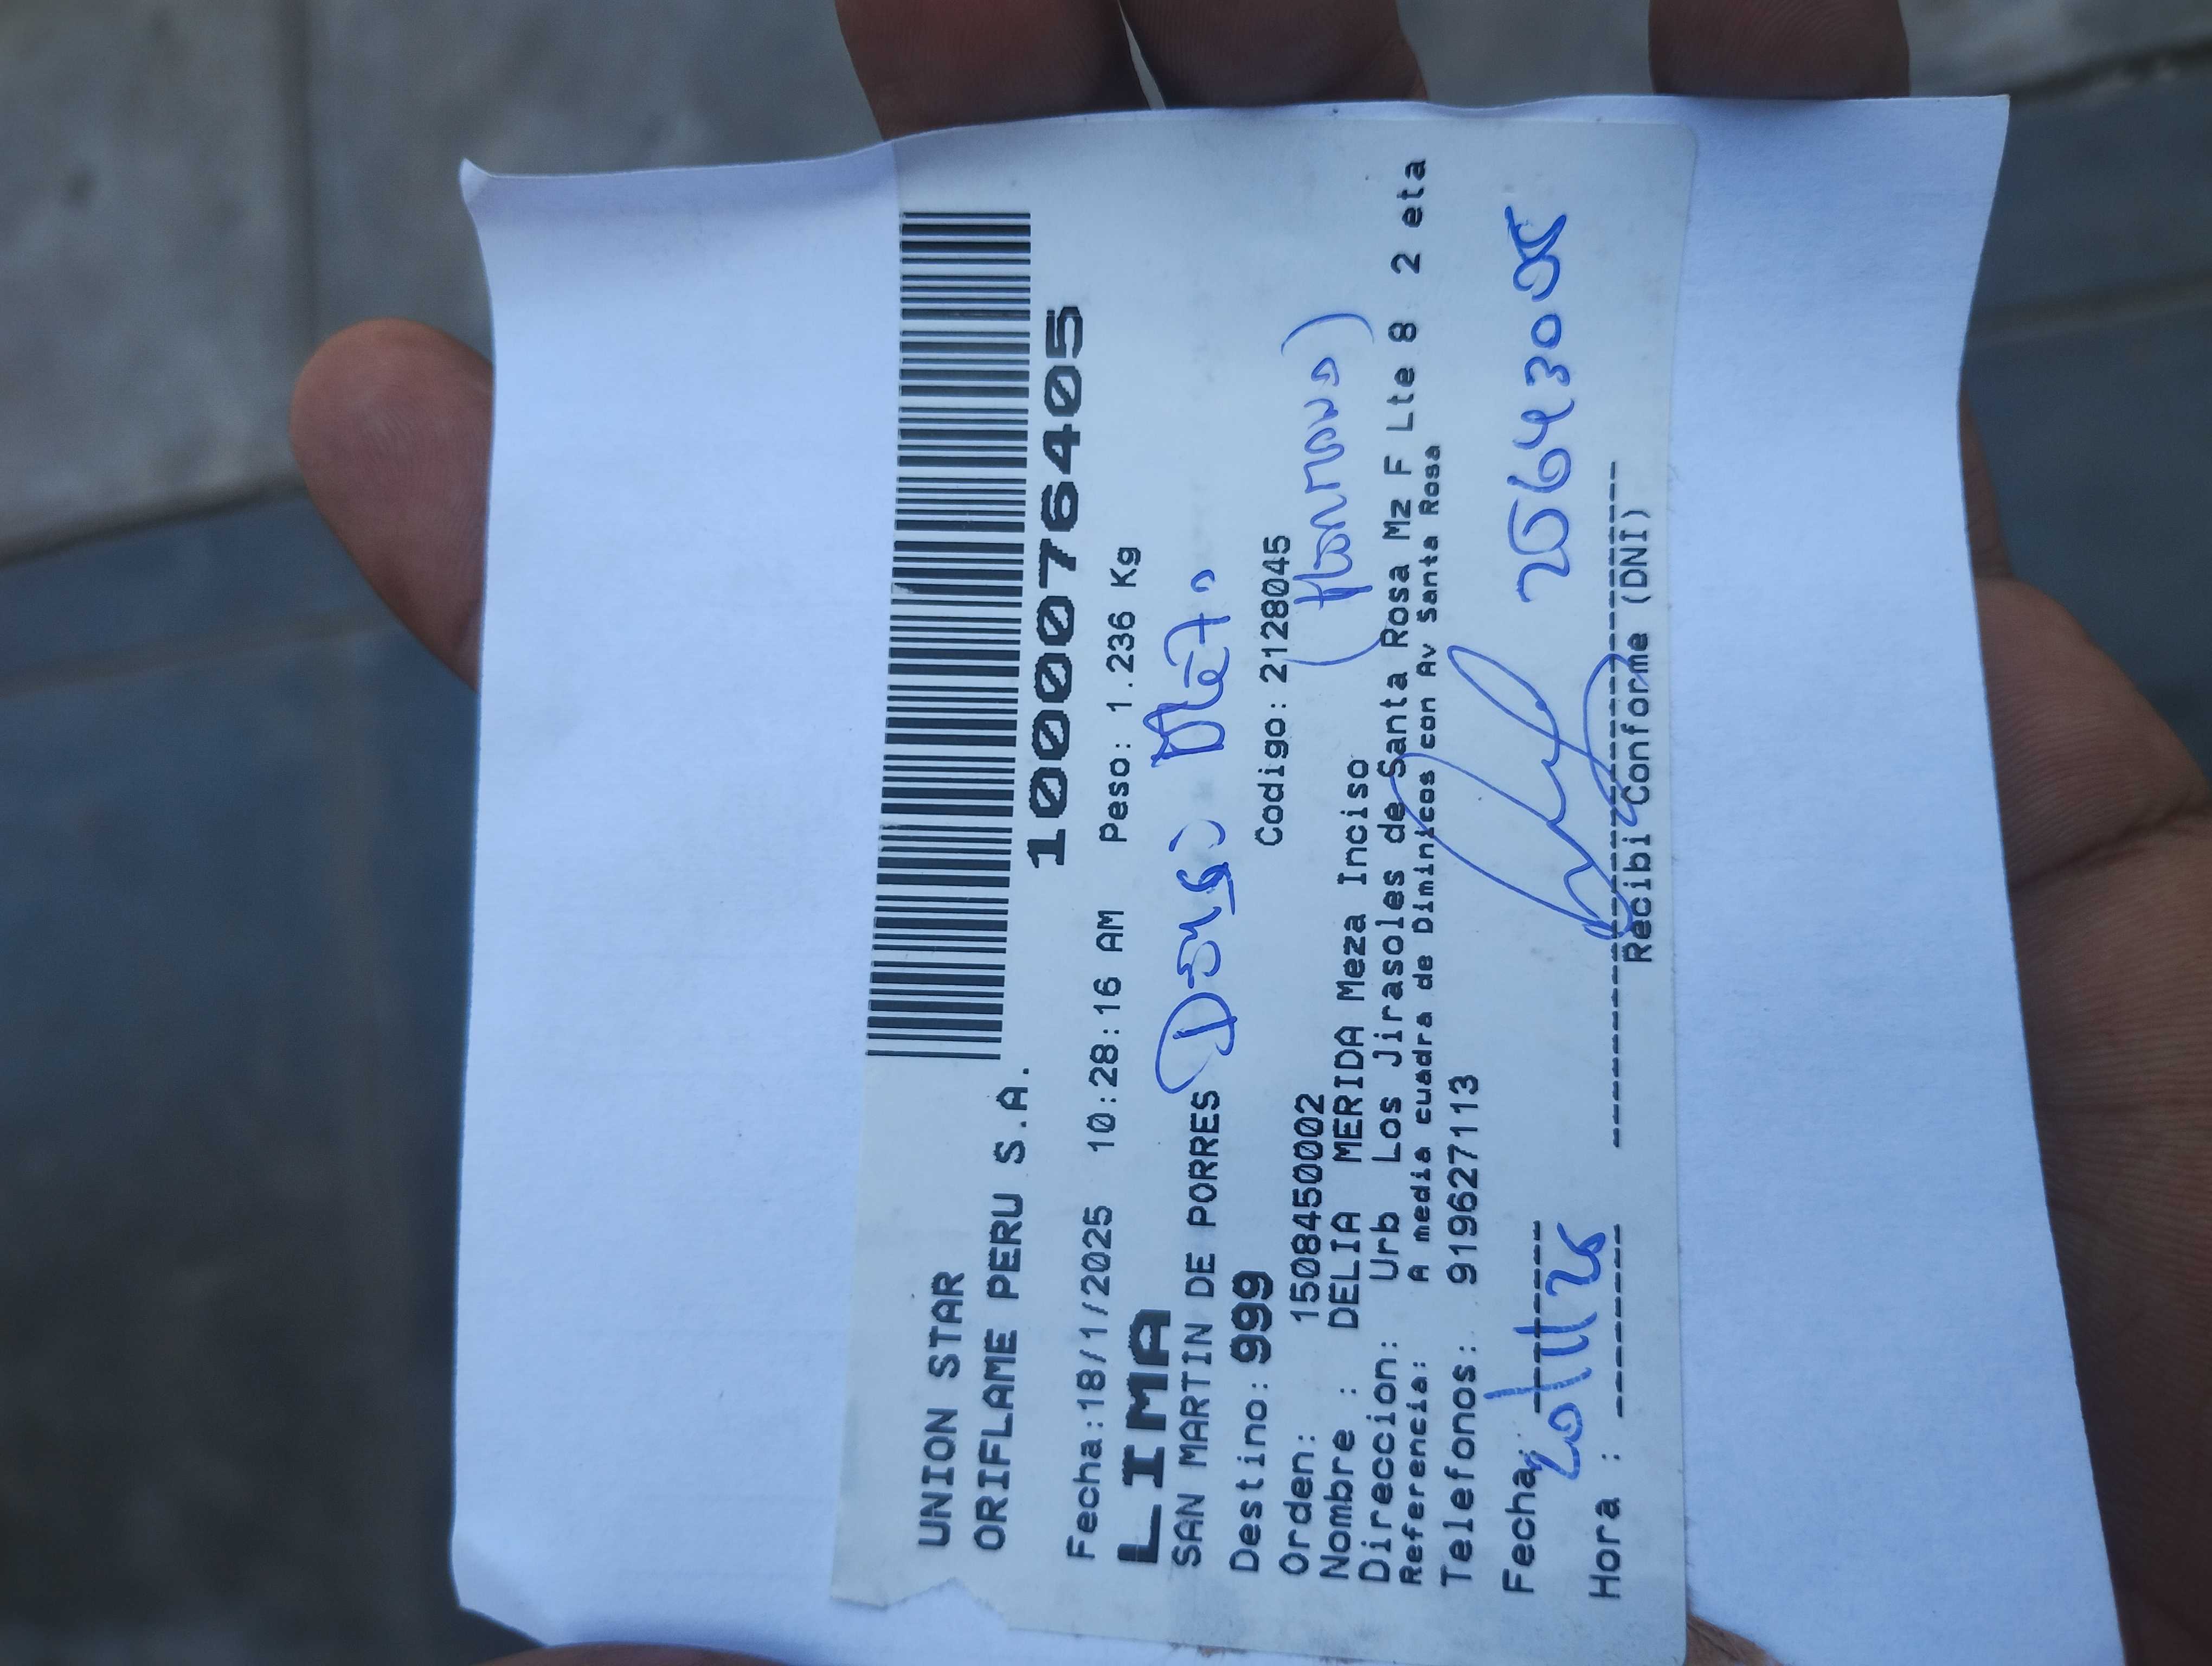 UNION STAR
ORIFLAME PERU S.A.
1000076405
Fecha:18/1/2025 10:28:16 AM Peso: 1.236 Kg
LIMA
SAN MARTIN DE PORRES
Destino: 999 Codigo: 2128045
(Hermano)
Orden: 1508450002
Nombre : DELIA MERIDA Meza Inciso
Direccion: Urb Los Jirasoles de Santa Rosa Mz F Lte 8 2 eta
Referencia: A media cuadra de Diminicos con Av Santa Rosa
Telefonos: 919627113
Fecha:
25643005
Hora :
Recibi Conforme (DNI)